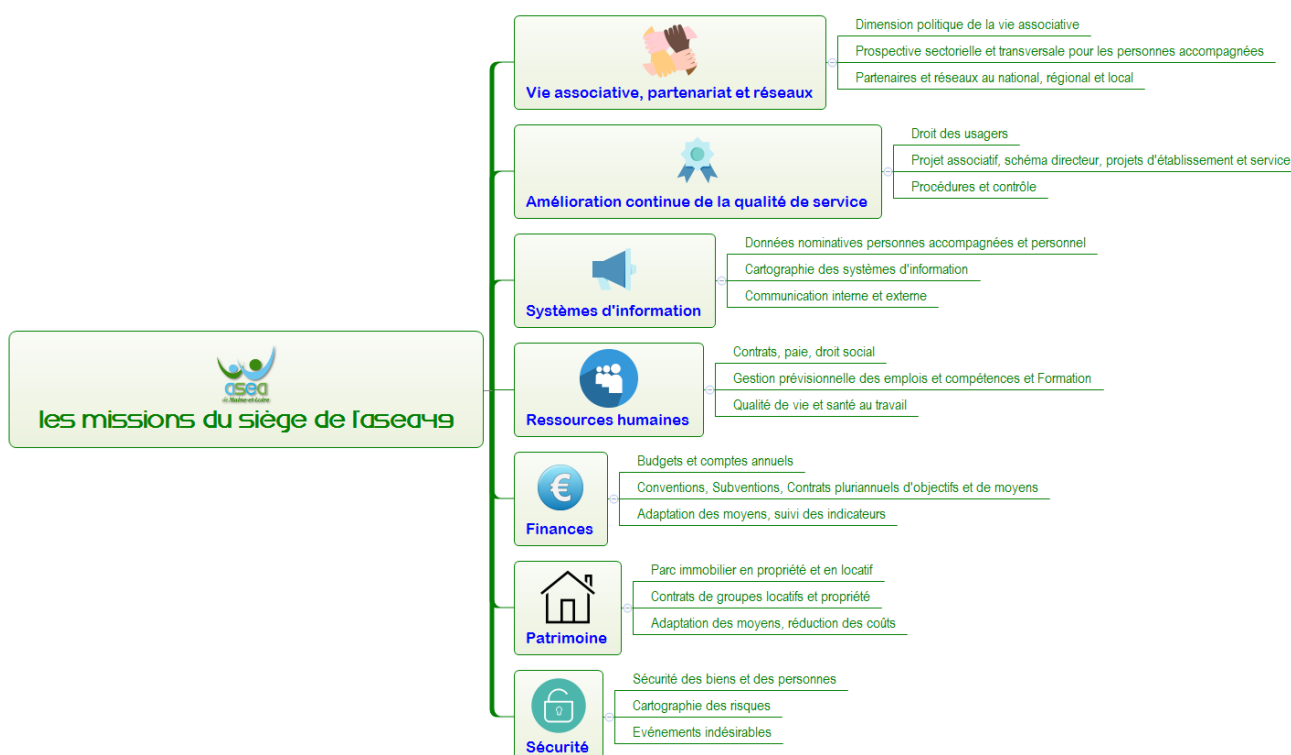 asea
de Maine-et-Loire
les missions du siège de l'asea49
Vie associative, partenariat et réseaux
Dimension politique de la vie associative
Prospective sectorielle et transversale pour les personnes accompagnées
Partenaires et réseaux au national, régional et local
Amélioration continue de la qualité de service
Droit des usagers
Projet associatif, schéma directeur, projets d'établissement et service
Procédures et contrôle
Systèmes d'information
Données nominatives personnes accompagnées et personnel
Cartographie des systèmes d'information
Communication interne et externe
Ressources humaines
Contrats, paie, droit social
Gestion prévisionnelle des emplois et compétences et Formation
Qualité de vie et santé au travail
€
Finances
Budgets et comptes annuels
Conventions, Subventions, Contrats pluriannuels d'objectifs et de moyens
Adaptation des moyens, suivi des indicateurs
Patrimoine
Parc immobilier en propriété et en locatif
Contrats de groupes locatifs et propriété
Adaptation des moyens, réduction des coûts
Sécurité
Sécurité des biens et des personnes
Cartographie des risques
Evénements indésirables